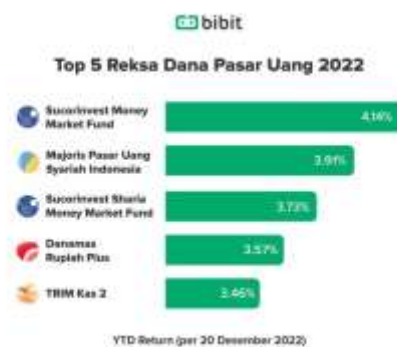 bibit
Top 5 Reksa Dana Pasar Uang 2022
Sucorinvest Money
Market Fund
4.14%
Majoris Pasar Uang
Syariah Indonesia
3.91%
Sucorinvest Sharia
Money Market Fund
3.73%
Danamas
Rupiah Plus
3.57%
TRIM Kas 2
3.46%
YTD Return (per 20 Desember 2022)